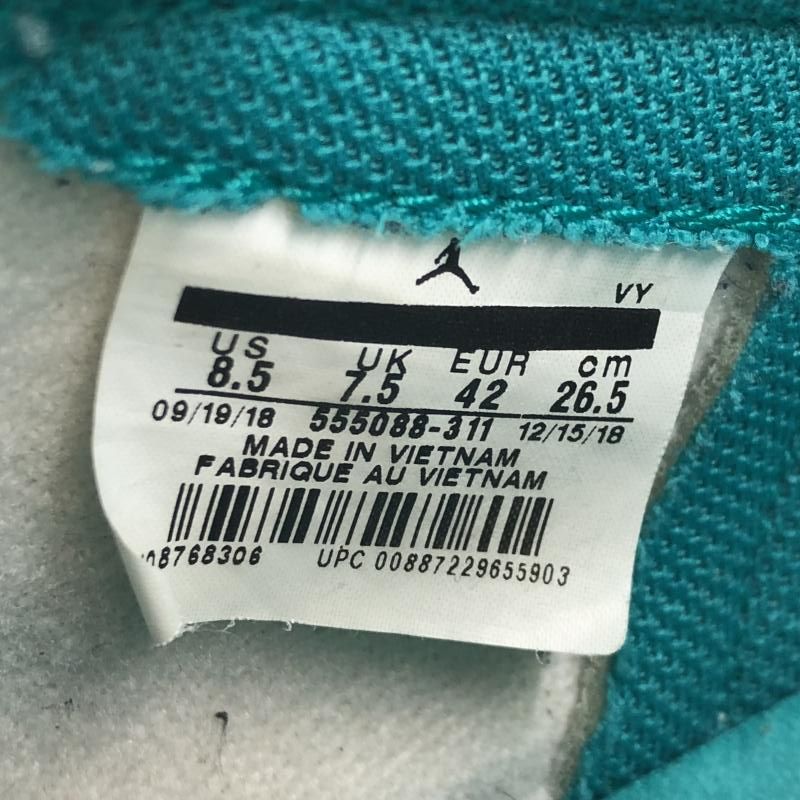 VY
US UK EUR cm
8.5 7.5 42 26.5
09/19/18 555088-311 12/15/18
MADE IN VIETNAM
FABRIQUE AU VIETNAM
08768306 UPC 00887229655903